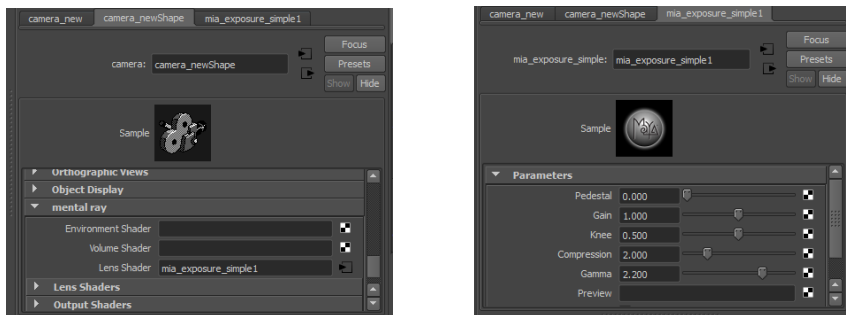 camera_new camera_newShape mia_exposure_simple1
Focus
camera: camera_newShape
Presets
Show Hide
Sample
Orthographic Views
Object Display
mental ray
Environment Shader
Volume Shader
Lens Shader mia_exposure_simple1
Lens Shaders
Output Shaders
camera_new camera_newShape mia_exposure_simple1
Focus
mia_exposure_simple: mia_exposure_simple1
Presets
Show Hide
Sample
MAYA
Parameters
Pedestal 0.000
Gain 1.000
Knee 0.500
Compression 2.000
Gamma 2.200
Preview